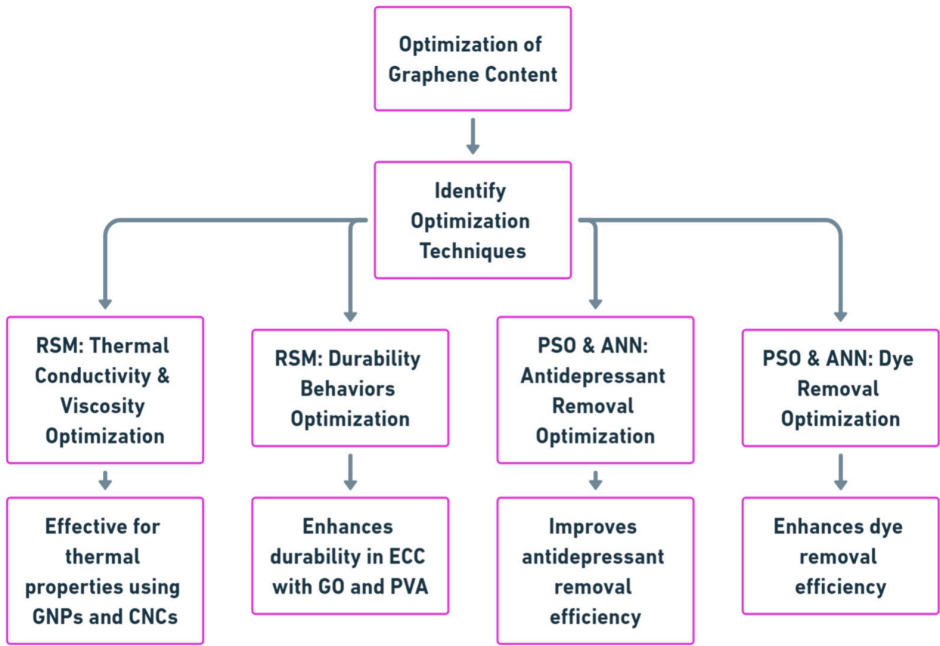 Optimization of
Graphene Content
Identify
Optimization
Techniques
RSM: Thermal
Conductivity &
Viscosity
Optimization
RSM: Durability
Behaviors
Optimization
PSO & ANN:
Antidepressant
Removal
Optimization
PSO & ANN: Dye
Removal
Optimization
Effective for
thermal
properties using
GNPs and CNCs
Enhances
durability in ECC
with GO and PVA
Improves
antidepressant
removal
efficiency
Enhances dye
removal
efficiency